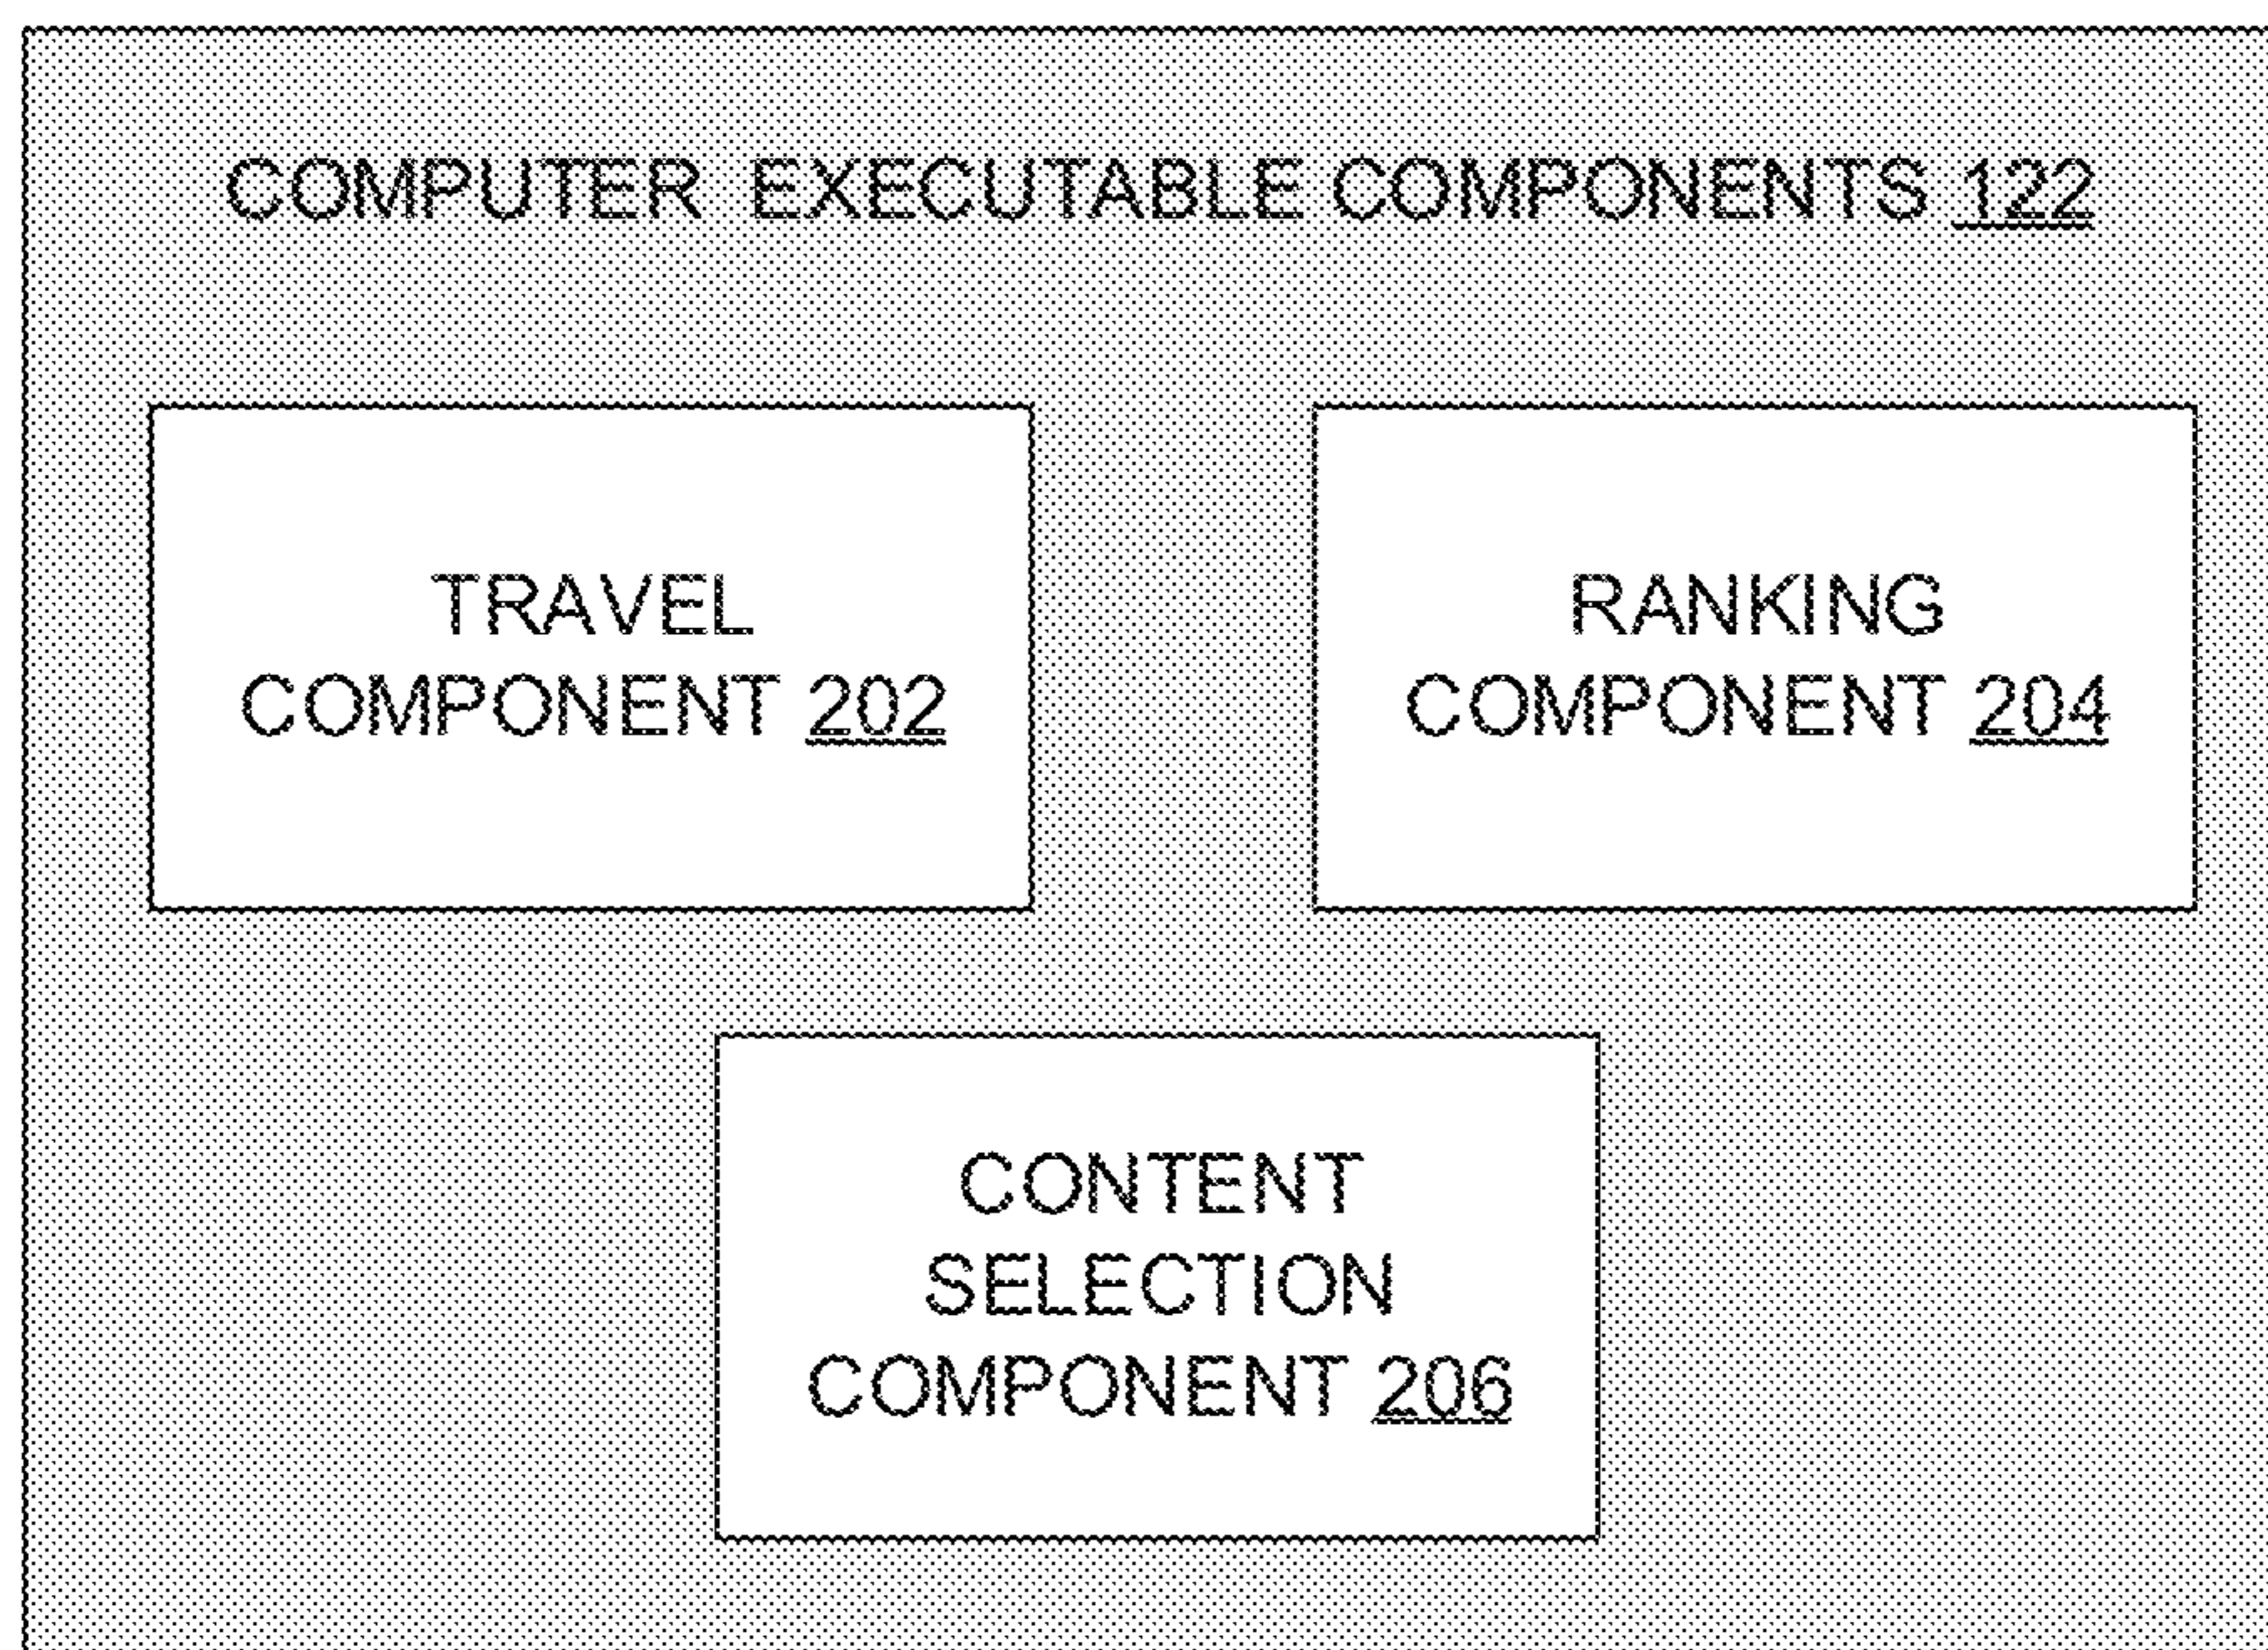 COMPUTER EXECUTABLE COMPONENTS 122
TRAVEL
COMPONENT 202
RANKING
COMPONENT 204
CONTENT
SELECTION
COMPONENT 206